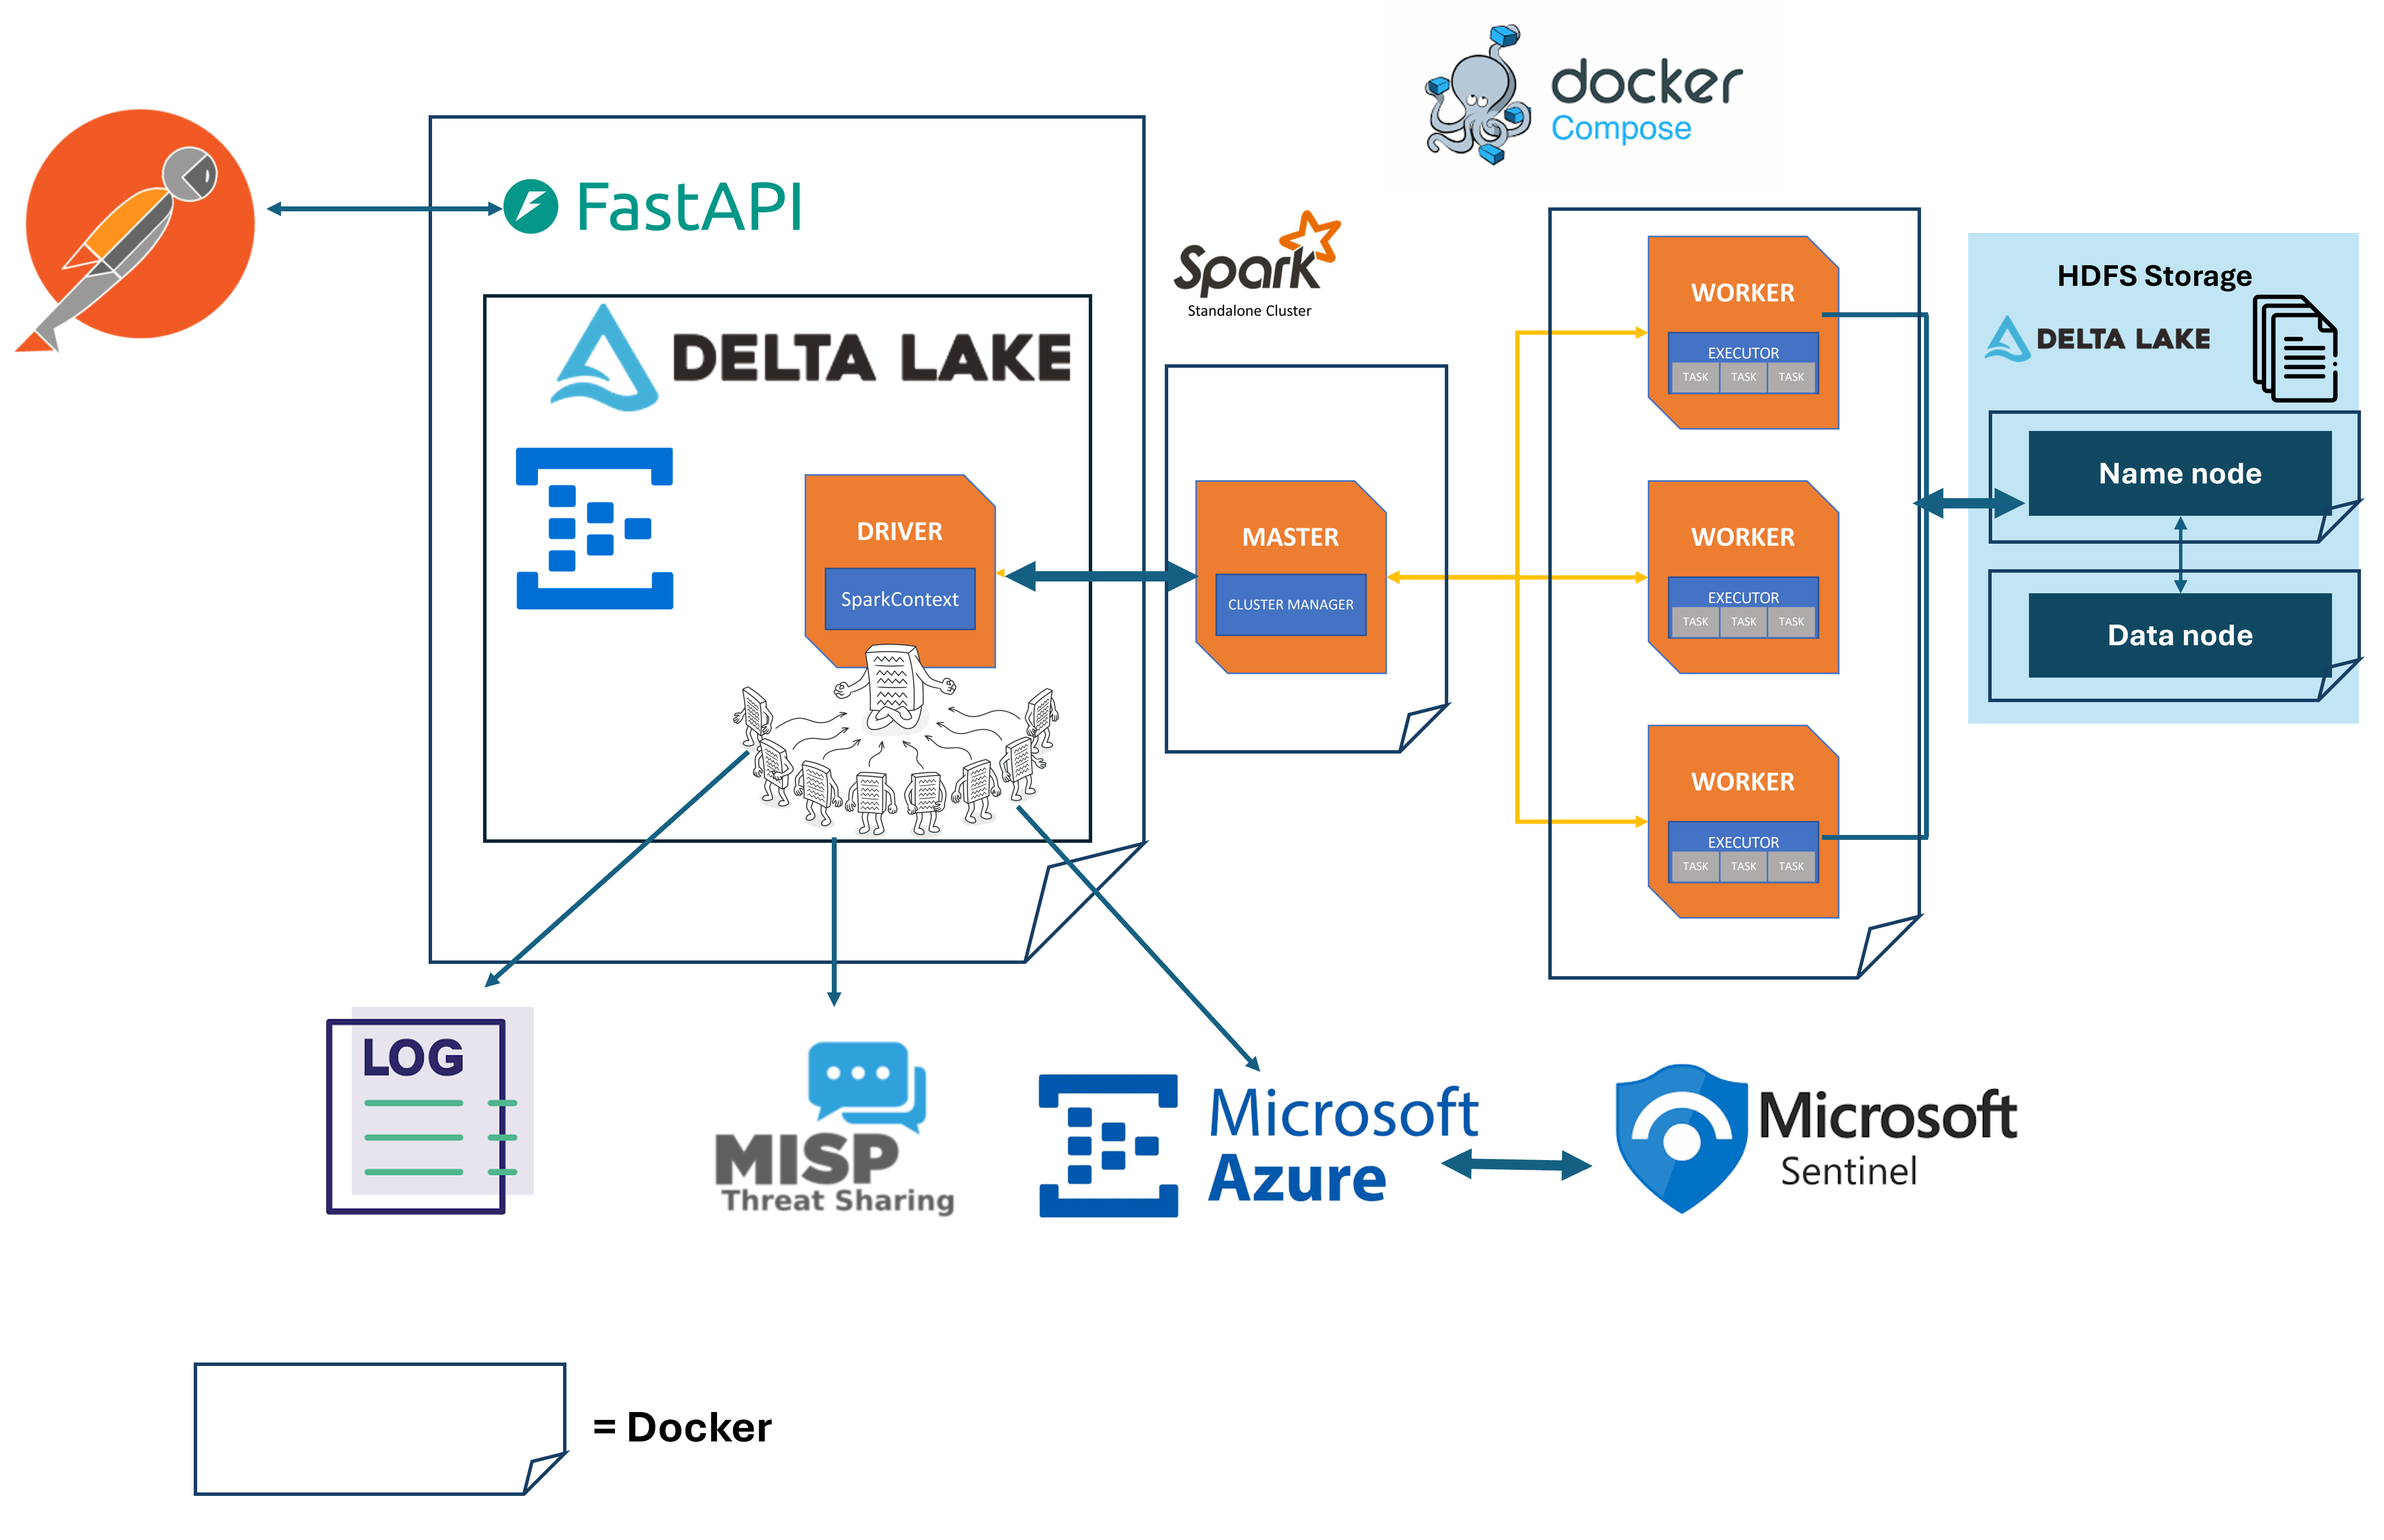 docker
Compose
FastAPI
Spark
Standalone Cluster
DELTA LAKE
DRIVER
SparkContext
MASTER
CLUSTER MANAGER
WORKER
EXECUTOR
TASK TASK TASK
WORKER
EXECUTOR
TASK TASK TASK
WORKER
EXECUTOR
TASK TASK TASK
HDFS Storage
DELTA LAKE
Name node
Data node
LOG
MISP
Threat Sharing
Microsoft
Azure
Microsoft
Sentinel
= Docker